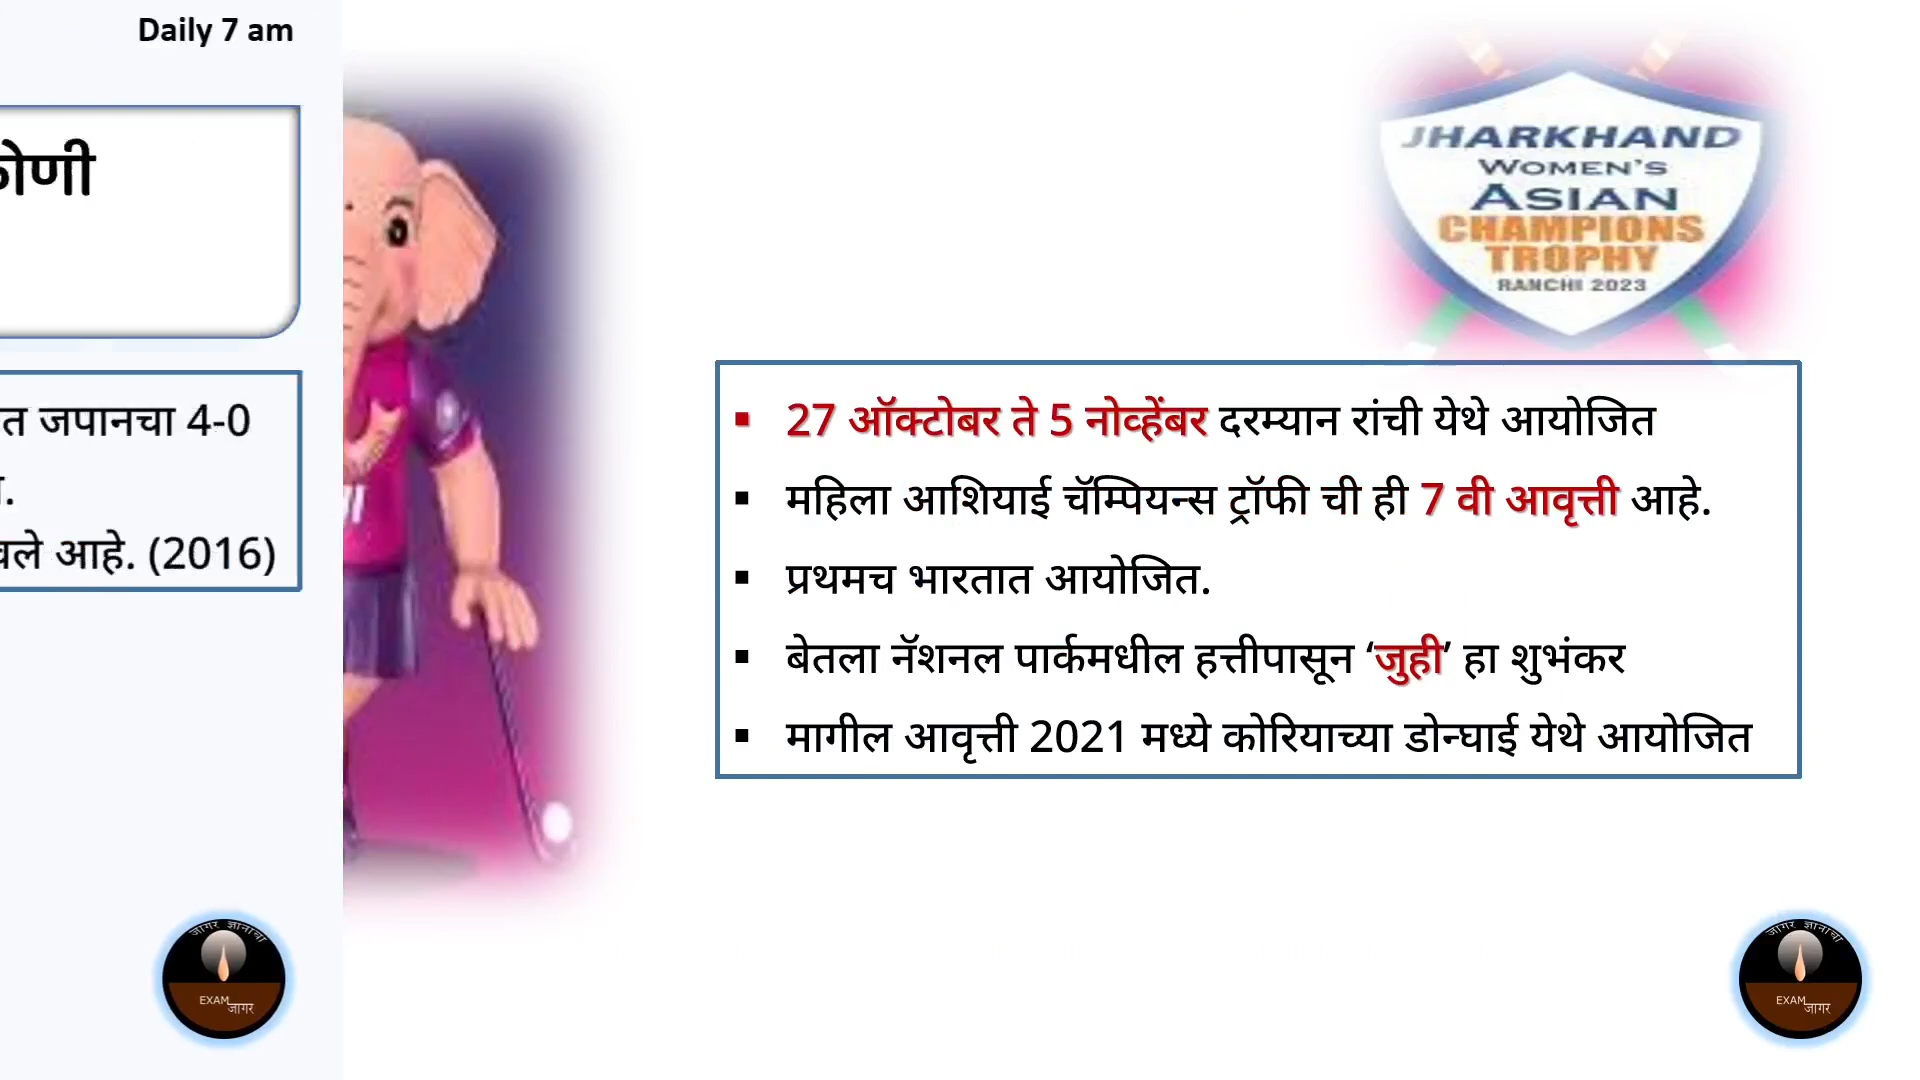 Daily 7 am
कोणी
त जपानचा 4-0
आहे. (2016)
JHARKHAND
WOMEN'S
ASIAN
CHAMPIONS
TROPHY
RANCHI 2023
▪ 27 ऑक्टोबर ते 5 नोव्हेंबर दरम्यान रांची येथे आयोजित
▪ महिला आशियाई चॅम्पियन्स ट्रॉफी ची ही 7 वी आवृत्ती आहे.
▪ प्रथमच भारतात आयोजित.
▪ बेतला नॅशनल पार्कमधील हत्तीपासून ‘जुही’ हा शुभंकर
▪ मागील आवृत्ती 2021 मध्ये कोरियाच्या डोन्घाई येथे आयोजित
जागर ज्ञानाचा
EXAM
जागर
जागर ज्ञानाचा
EXAM
जागर